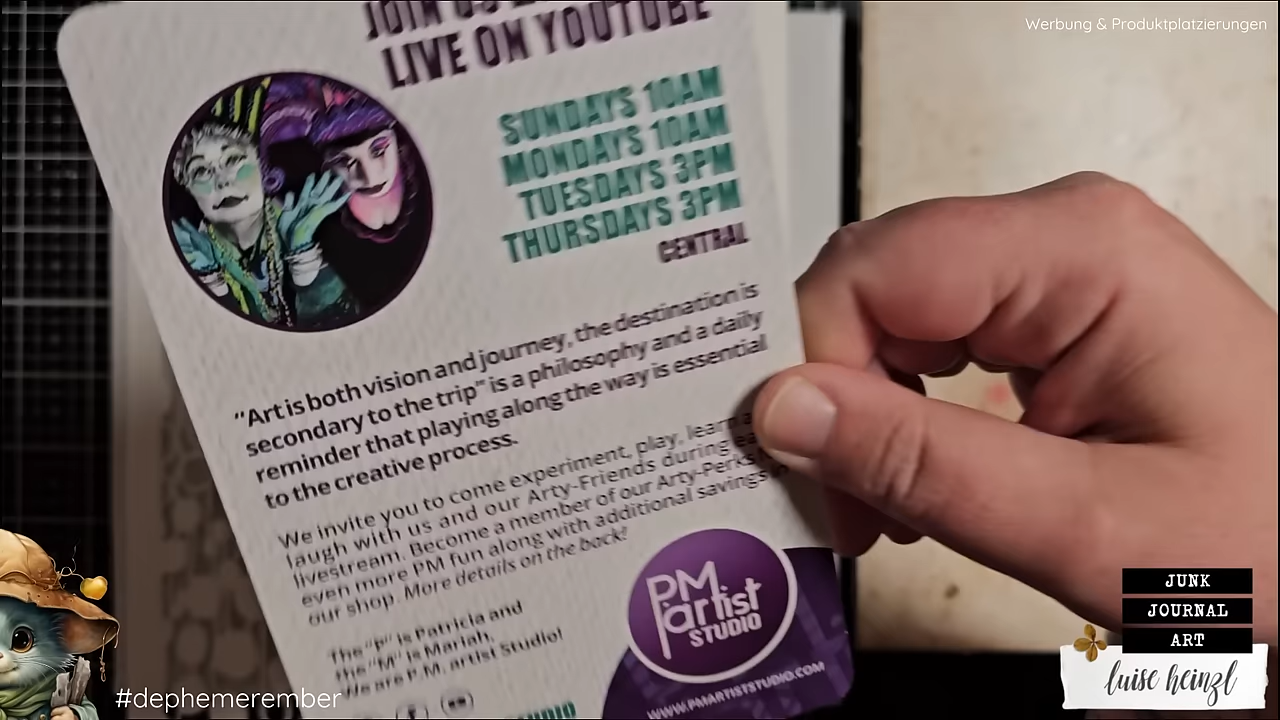 Werbung & Produktplatzierungen
JOIN US
LIVE ON YOUTUBE
SUNDAYS 10AM
MONDAYS 10AM
TUESDAYS 3PM
THURSDAYS 3PM
CENTRAL
"Art is both vision and journey, the destination is
secondary to the trip" is a philosophy and a daily
reminder that playing along the way is essential
to the creative process.
We invite you to come experiment, play, learn
laugh with us and our Arty-Friends during
livestream. Become a member of our Arty-Perks
even more PM fun along with additional savings
our shop. More details on the back!
The "P" is Patricia and
the "M" is Mariah,
We are P.M. artist Studio!
PM
artist
STUDIO
WWW.PMARTISTSTUDIO.COM
JUNK
JOURNAL
ART
luise heinzl
#dephemerember